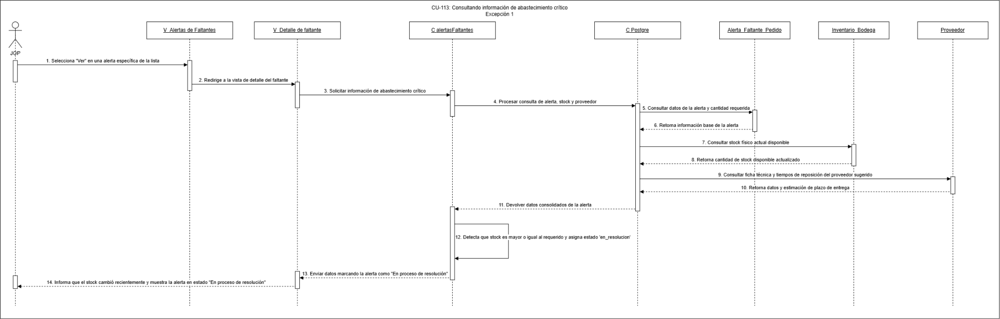 CU-113: Consultando información de abastecimiento crítico
Excepción 1
JOP
V_Alertas de Faltantes
V_Detalle de faltante
C alertasFaltantes
C Postgre
Alerta_Faltante_Pedido
Inventario_Bodega
Proveedor
1. Selecciona "Ver" en una alerta específica de la lista
2. Redirige a la vista de detalle del faltante
3. Solicitar información de abastecimiento crítico
4. Procesar consulta de alerta, stock y proveedor
5. Consultar datos de la alerta y cantidad requerida
6. Retorna información base de la alerta
7. Consultar stock físico actual disponible
8. Retorna cantidad de stock disponible actualizado
9. Consultar ficha técnica y tiempos de reposición del proveedor sugerido
10. Retorna datos y estimación de plazo de entrega
11. Devolver datos consolidados de la alerta
12. Detecta que stock es mayor o igual al requerido y asigna estado 'en_resolucion'
13. Enviar datos marcando la alerta como "En proceso de resolución"
14. Informa que el stock cambió recientemente y muestra la alerta en estado "En proceso de resolución"